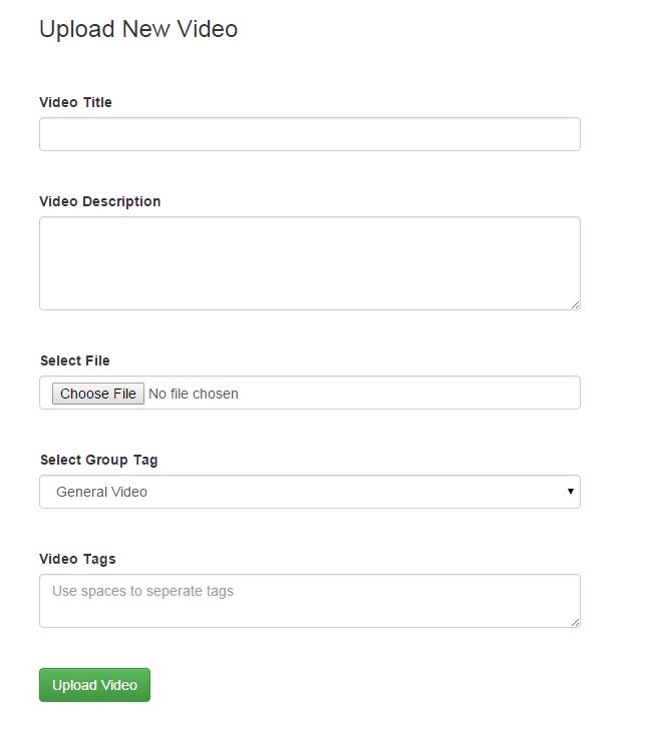 Upload New Video
Video Title
Video Description
Select File
Choose File No file chosen
Select Group Tag
General Video
Video Tags
Use spaces to seperate tags
Upload Video